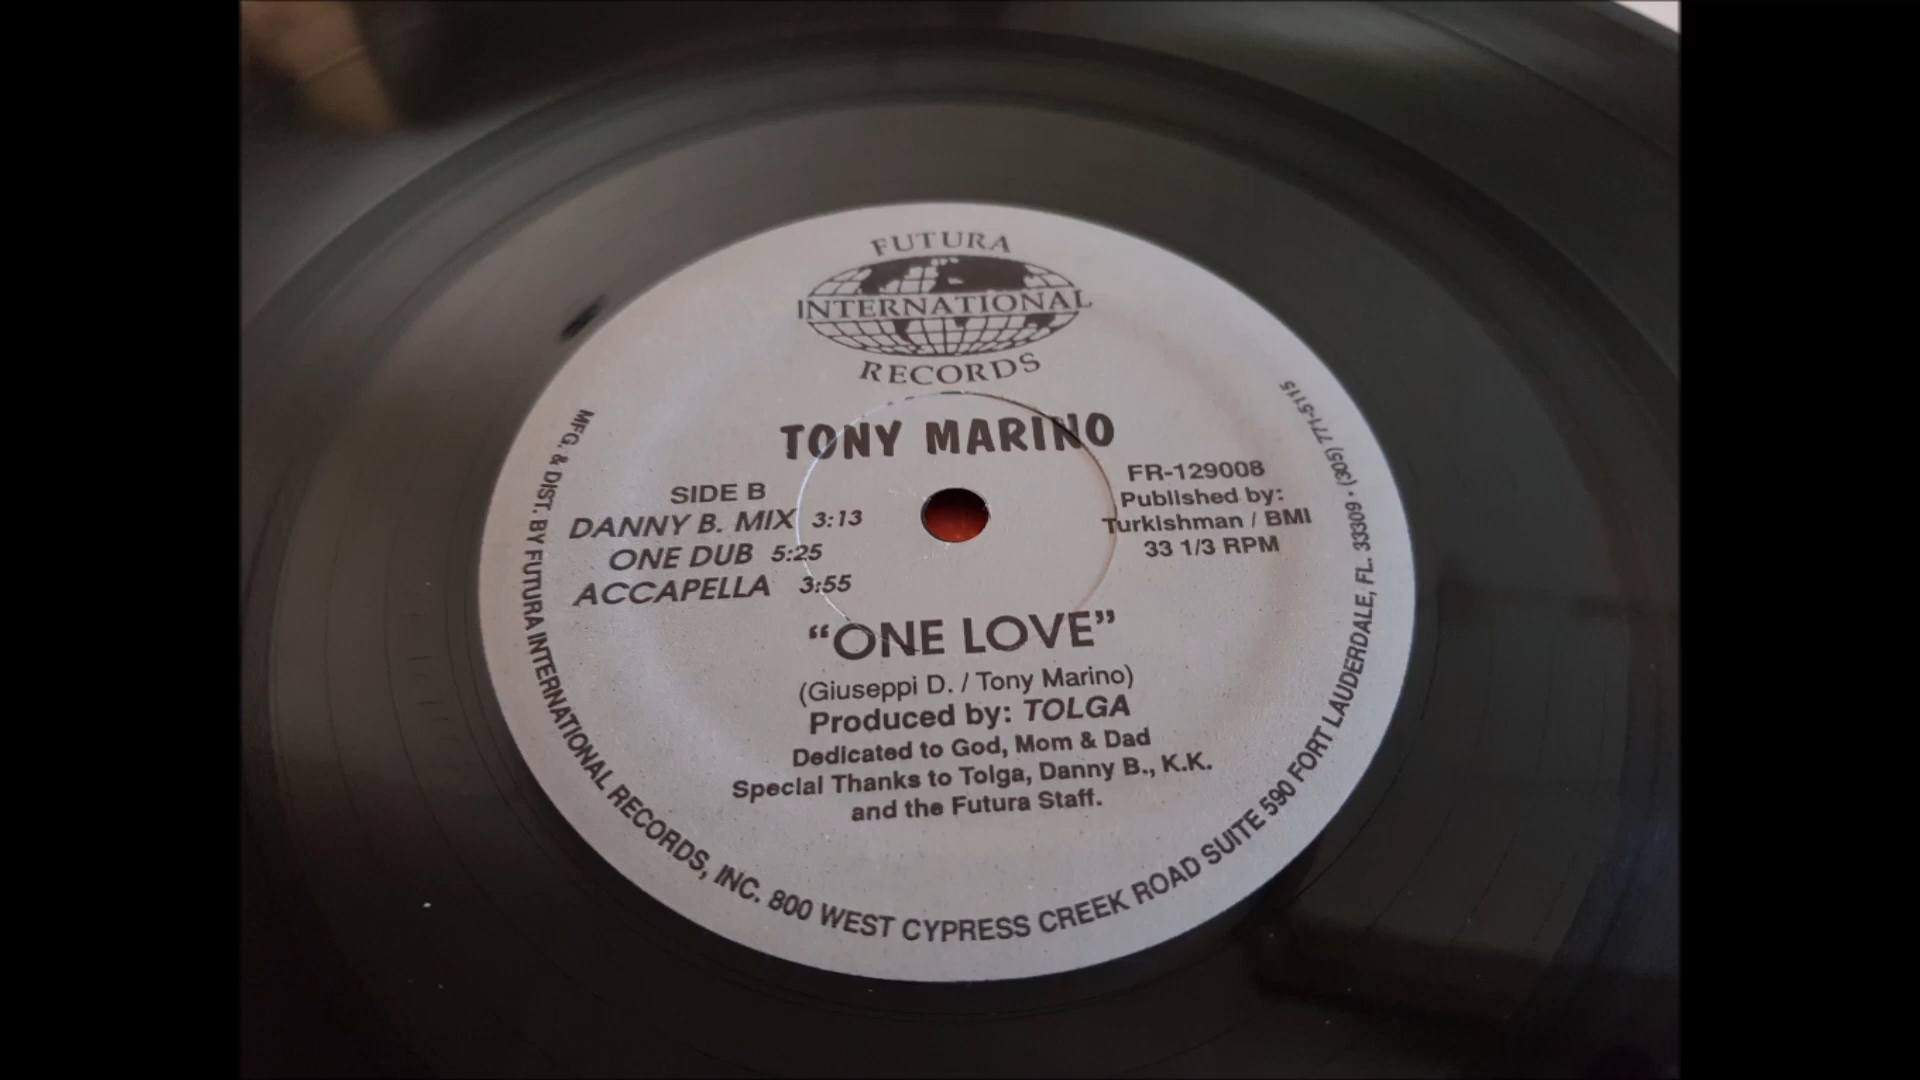 FUTURA
INTERNATIONAL
RECORDS
TONY MARINO
SIDE B
DANNY B. MIX 3:13
ONE DUB 5:25
ACCAPELLA 3:55
FR-129008
Published by:
Turkishman / BMI
33 1/3 RPM
“ONE LOVE”
(Giuseppi D. / Tony Marino)
Produced by: TOLGA
Dedicated to God, Mom & Dad
Special Thanks to Tolga, Danny B., K.K.
and the Futura Staff.
MFG. & DIST. BY FUTURA INTERNATIONAL RECORDS, INC. 800 WEST CYPRESS CREEK ROAD SUITE 590 FORT LAUDERDALE, FL. 33309 • (305) 771-5115